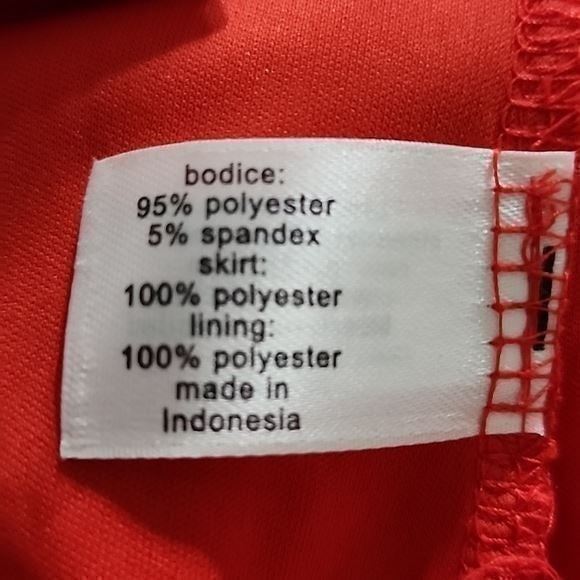 bodice:
95% polyester
5% spandex
skirt:
100% polyester
lining:
100% polyester
made in
Indonesia